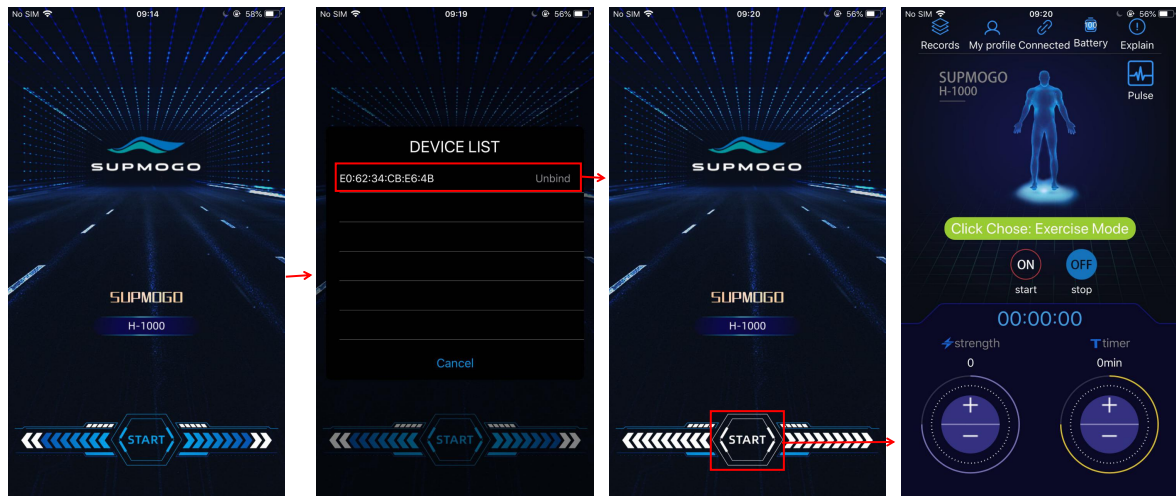 No SIM 09:14 58%
SUPMOGO
SUPMOGO
H-1000
START
No SIM 09:19 56%
DEVICE LIST
E0:62:34:CB:E6:4B Unbind
Cancel
START
No SIM 09:20 56%
SUPMOGO
SUPMOGO
H-1000
START
No SIM 09:20 56%
100
Records My profile Connected Battery Explain
SUPMOGO
H-1000
Pulse
Click Chose: Exercise Mode
ON OFF
start stop
00:00:00
strength Ttimer
0 0min
+ +
− −